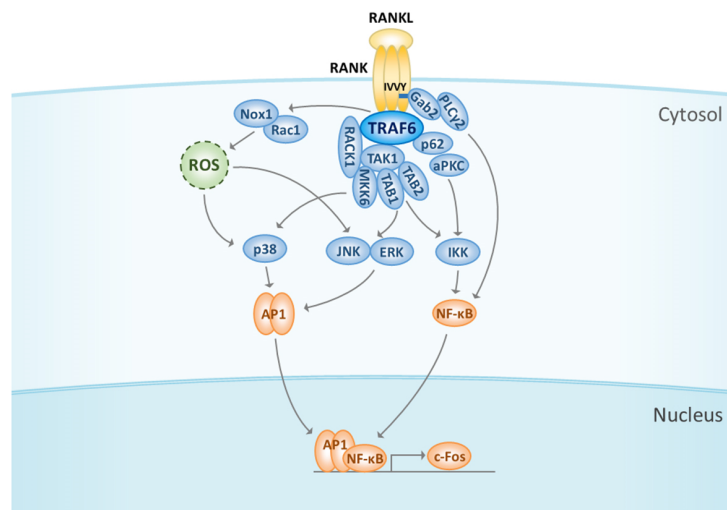 RANKL
RANK
IVVY
Gab2
PLCγ2
Cytosol
Nox1
Rac1
TRAF6
RACK1
p62
ROS
TAK1
aPKC
MKK6
TAB1
TAB2
p38
JNK
ERK
IKK
AP1
NF-κB
Nucleus
AP1
NF-κB
c-Fos